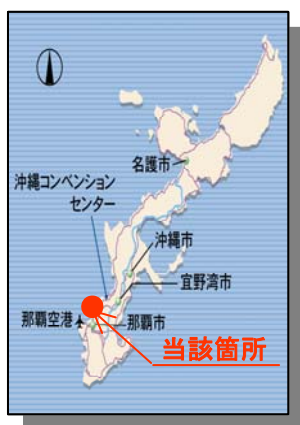 名護市
沖縄コンベンション
センター
沖縄市
宜野湾市
那覇空港
那覇市
当該箇所